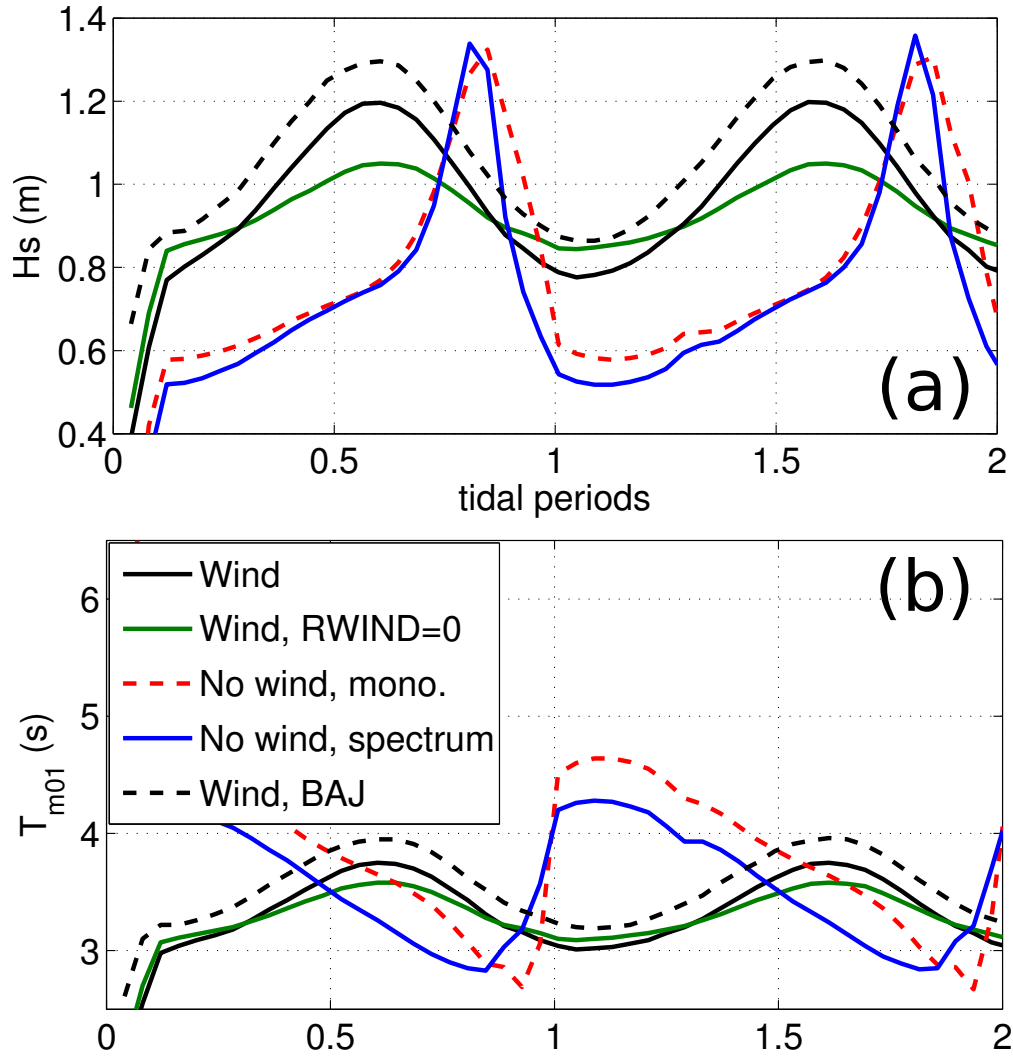 1.4
1.2
1
0.8
0.6
0.4
Hs (m)
(a)
0 0.5 1 1.5 2
tidal periods
(b)
6
5
4
3
T_m01 (s)
Wind
Wind, RWIND=0
No wind, mono.
No wind, spectrum
Wind, BAJ
0 0.5 1 1.5 2